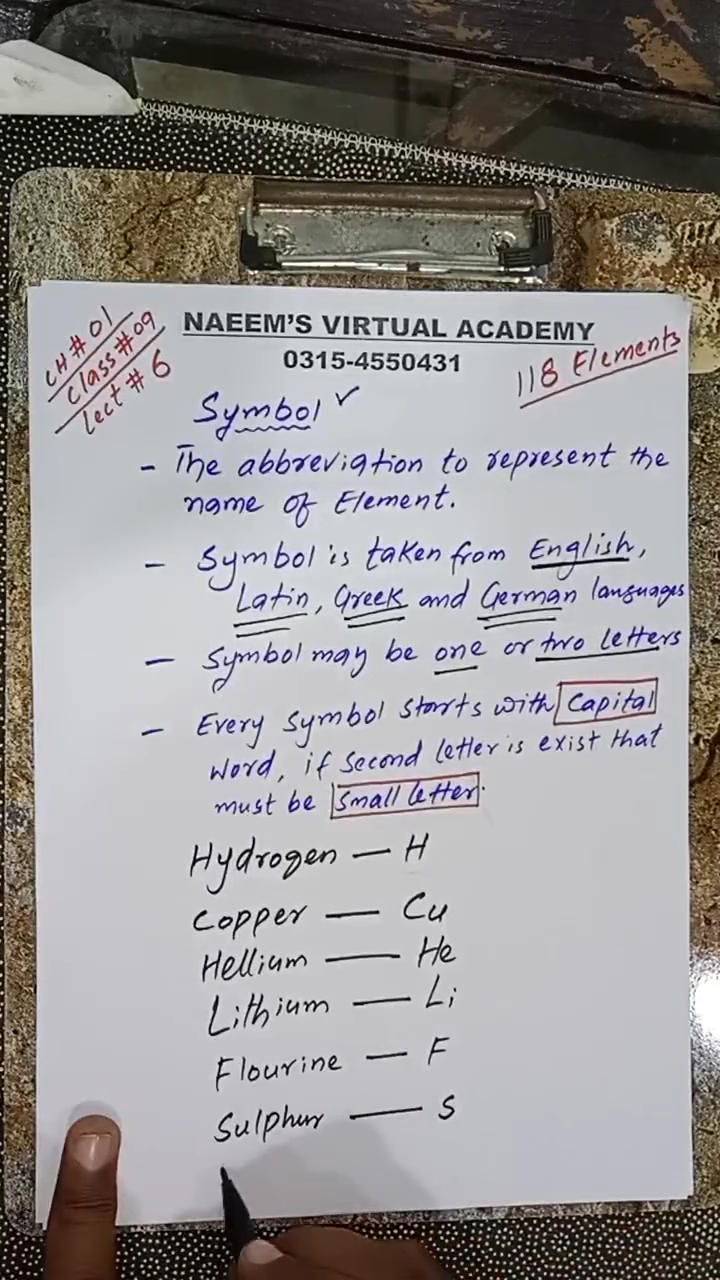 CH # 01
Class # 09
Lect # 6
NAEEM'S VIRTUAL ACADEMY
0315-4550431
118 Elements
Symbol ✓
- The abbreviation to represent the
name of Element.
- Symbol is taken from English,
Latin, Greek and German languages
- Symbol may be one or two letters
- Every symbol starts with Capital
word, if second letter is exist that
must be small letter.
Hydrogen — H
Copper — Cu
Hellium — He
Lithium — Li
Flourine — F
Sulphur — S